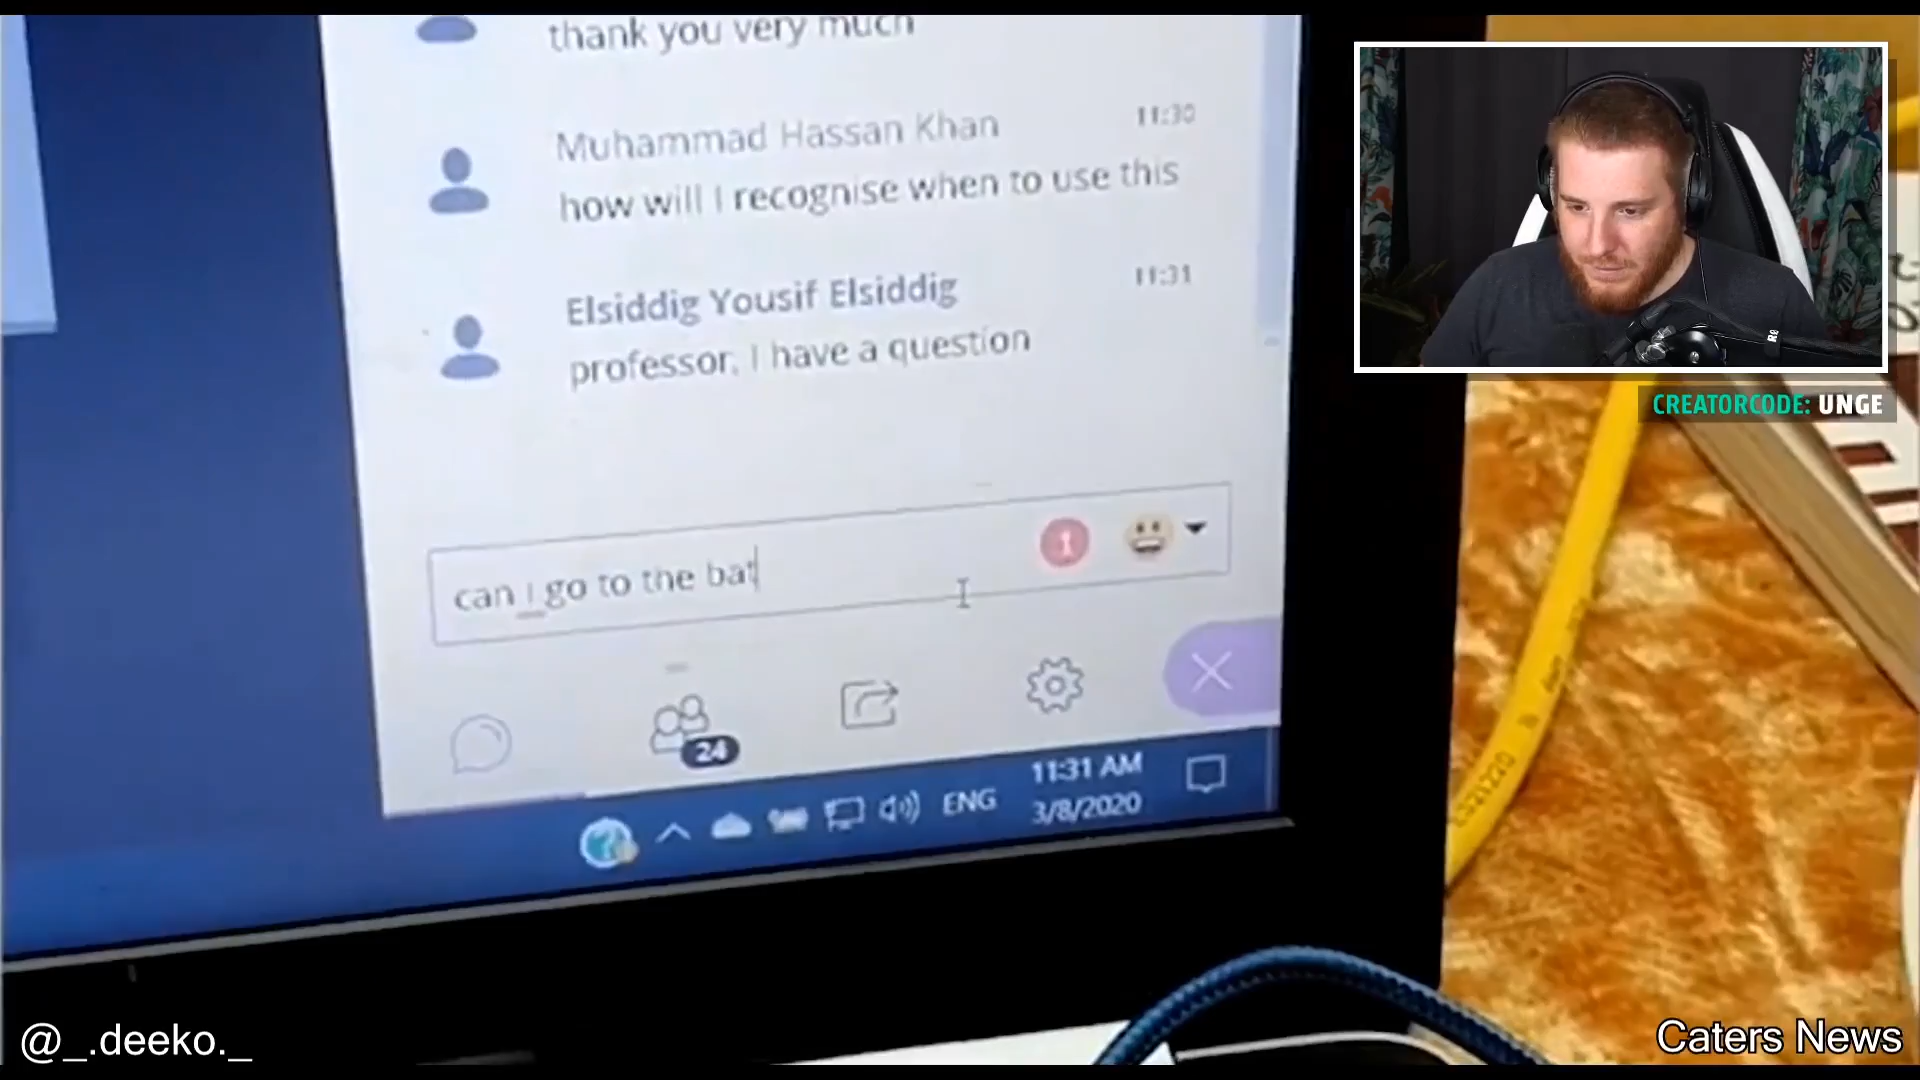 thank you very much
Muhammad Hassan Khan 11:30
how will I recognise when to use this
Elsiddig Yousif Elsiddig 11:31
professor, I have a question
can i go to the bat
1
24
ENG
11:31 AM
3/8/2020
CREATORCODE: UNGE
@_.deeko._
Caters News